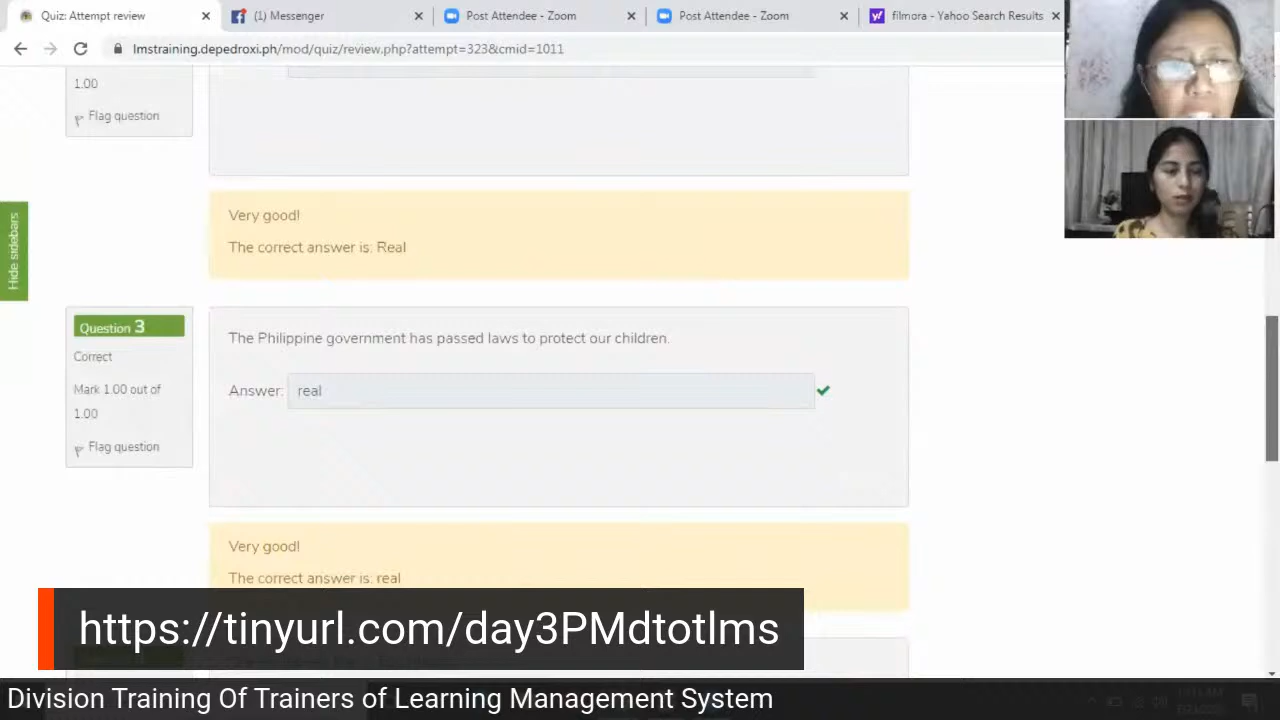 Quiz: Attempt review
(1) Messenger
Post Attendee - Zoom
Post Attendee - Zoom
filmora - Yahoo Search Results
lmstraining.depedroxi.ph/mod/quiz/review.php?attempt=323&cmid=1011
1.00
Flag question
Hide sidebars
Very good!
The correct answer is: Real
Question 3
Correct
Mark 1.00 out of
1.00
Flag question
The Philippine government has passed laws to protect our children.
Answer: real
Very good!
The correct answer is: real
https://tinyurl.com/day3PMdtotlms
Division Training Of Trainers of Learning Management System